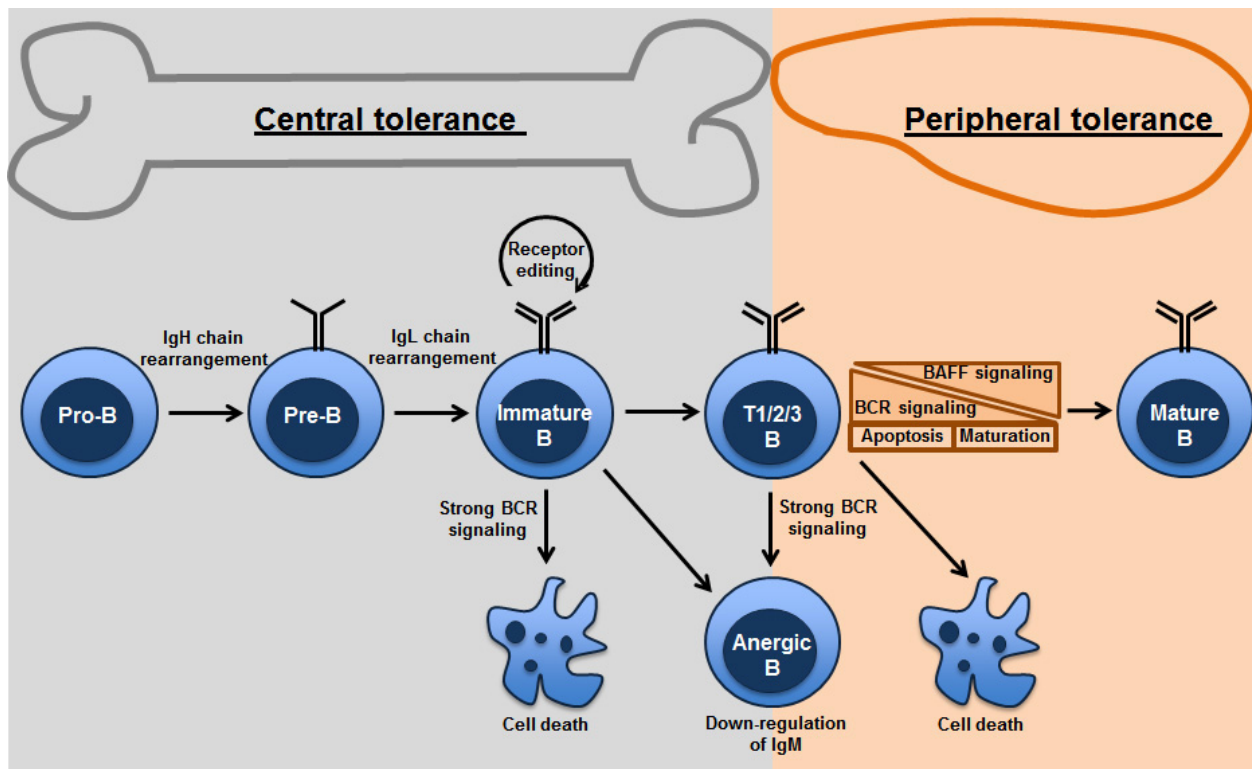 Central tolerance
Peripheral tolerance
Receptor
editing
IgH chain
rearrangement
IgL chain
rearrangement
Pro-B
Pre-B
Immature
B
T1/2/3
B
BAFF signaling
BCR signaling
Apoptosis
Maturation
Mature
B
Strong BCR
signaling
Strong BCR
signaling
Cell death
Anergic
B
Down-regulation
of IgM
Cell death